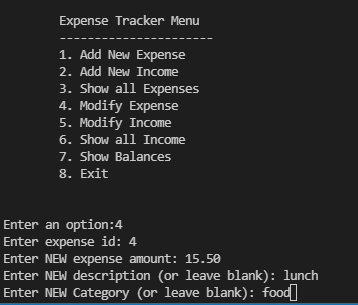 Expense Tracker Menu
----------------------
1. Add New Expense
2. Add New Income
3. Show all Expenses
4. Modify Expense
5. Modify Income
6. Show all Income
7. Show Balances
8. Exit
Enter an option:4
Enter expense id: 4
Enter NEW expense amount: 15.50
Enter NEW description (or leave blank): lunch
Enter NEW Category (or leave blank): food